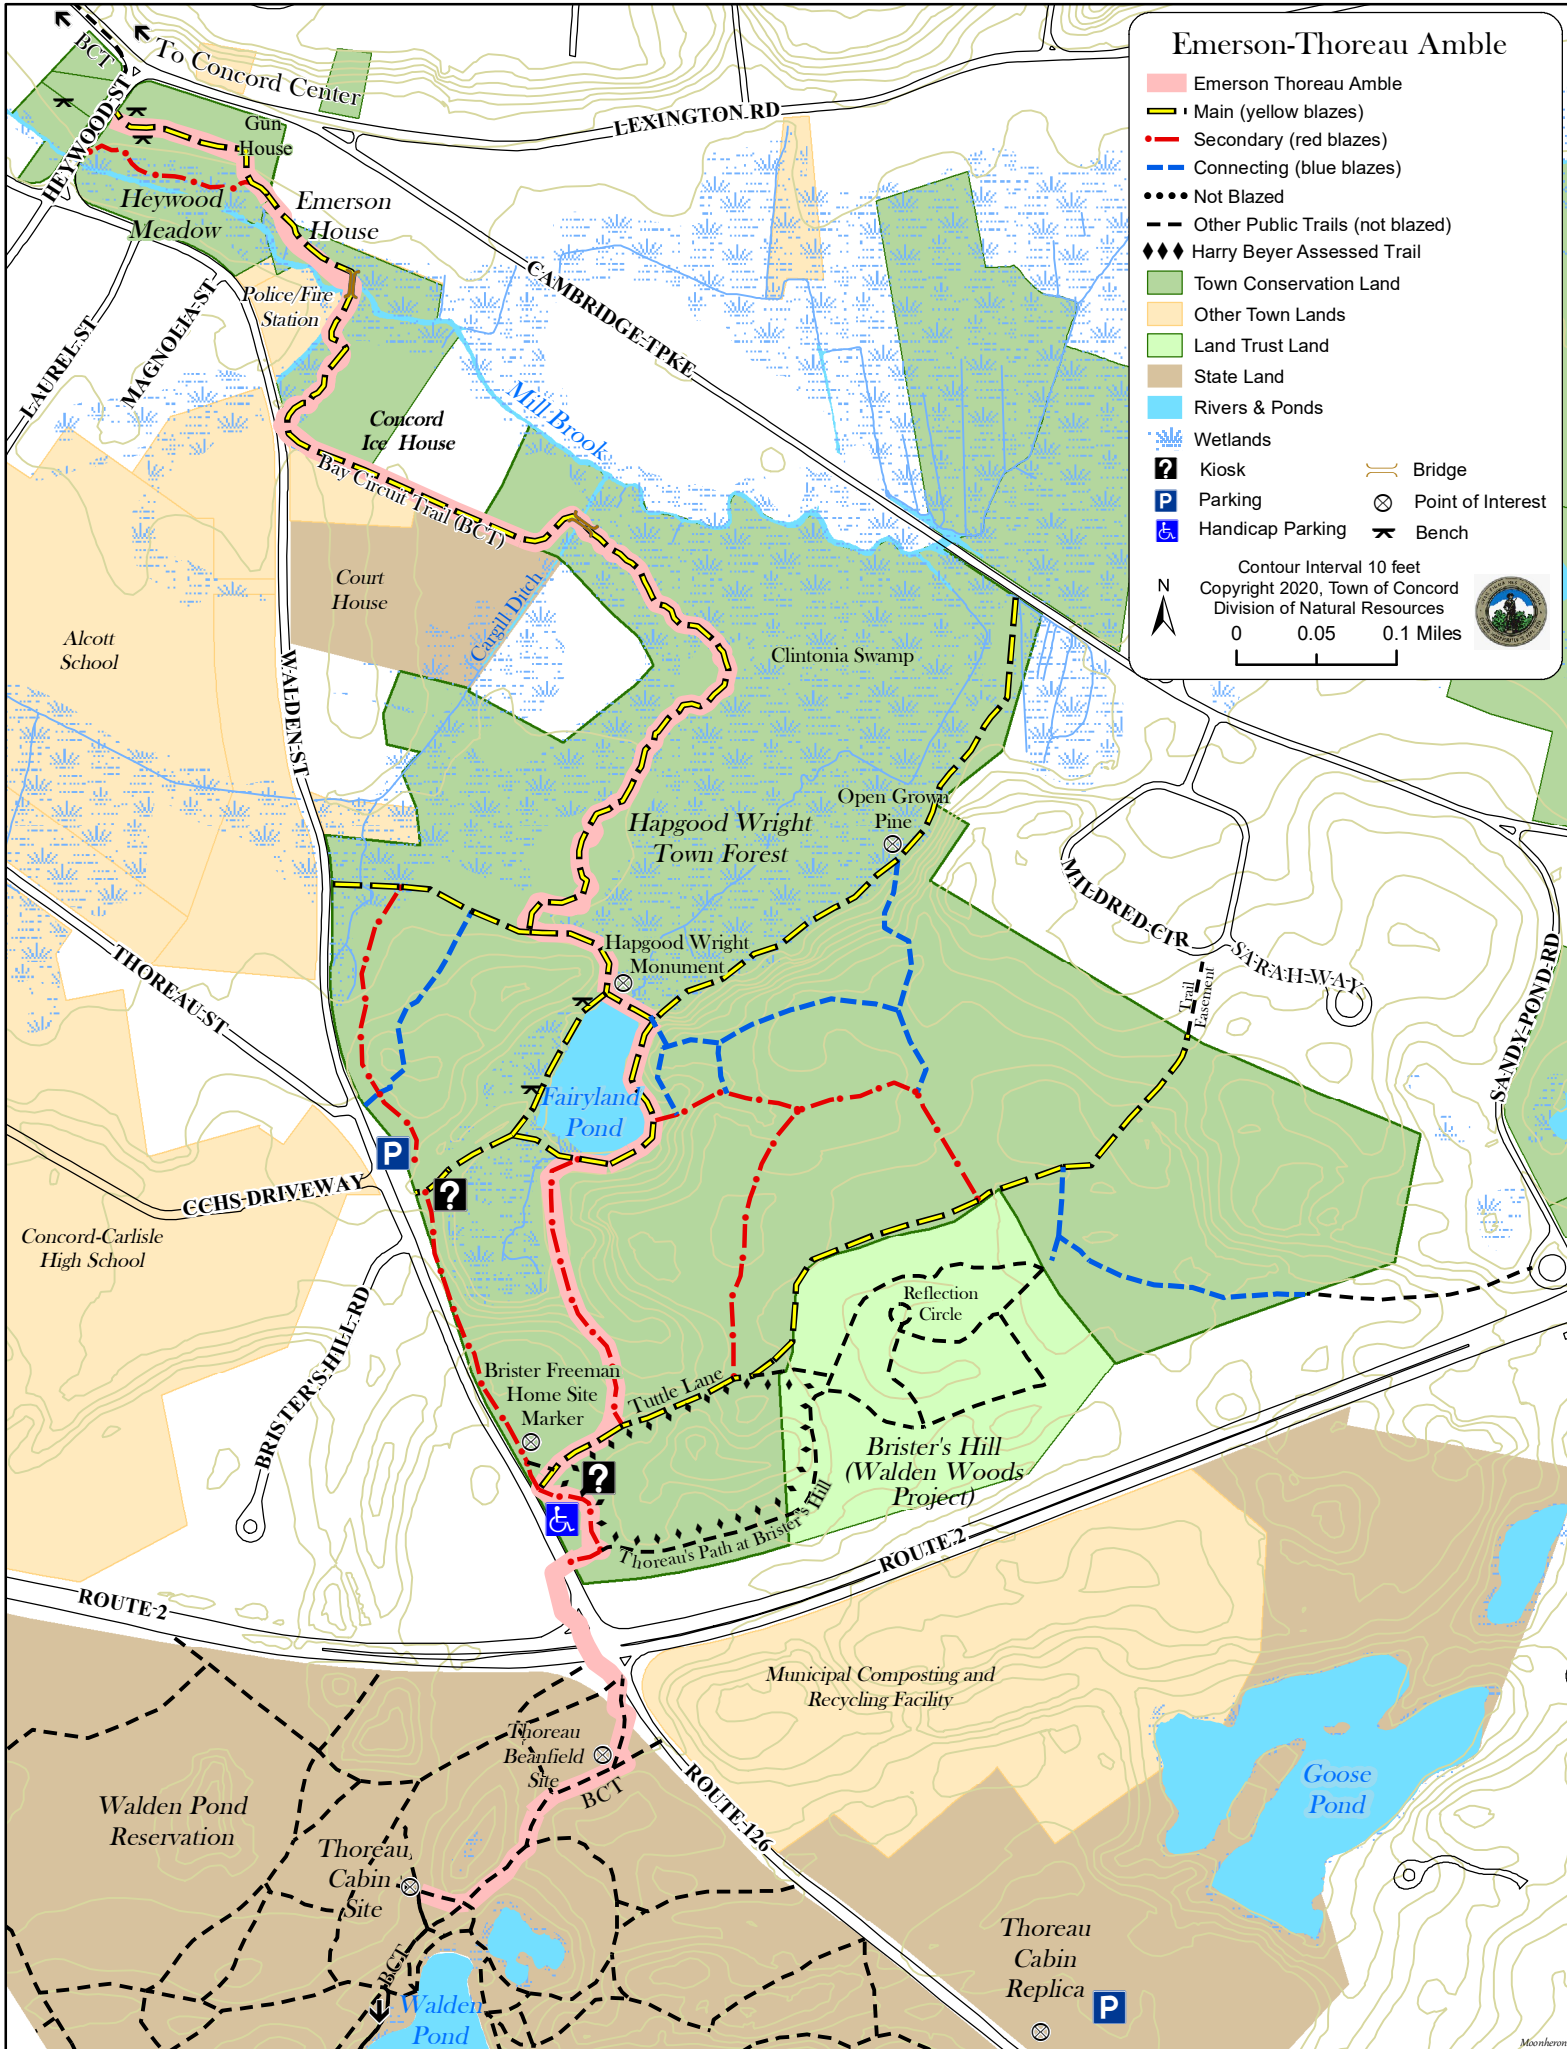 Emerson-Thoreau Amble
Emerson Thoreau Amble
Main (yellow blazes)
Secondary (red blazes)
Connecting (blue blazes)
Not Blazed
Other Public Trails (not blazed)
Harry Beyer Assessed Trail
Town Conservation Land
Other Town Lands
Land Trust Land
State Land
Rivers & Ponds
Wetlands
? Kiosk
Bridge
P Parking
Point of Interest
Handicap Parking
Bench
Contour Interval 10 feet
Copyright 2020, Town of Concord
Division of Natural Resources
N
0 0.05 0.1 Miles
BCT
To Concord Center
HEYWOOD ST
LEXINGTON RD
Gun
House
Heywood
Meadow
Emerson
House
CAMBRIDGE TPKE
Police/Fire
Station
LAUREL ST
MAGNOLIA ST
Mill Brook
Concord
Ice House
Bay Circuit Trail (BCT)
Court
House
Cargill Ditch
Alcott
School
WALDEN ST
Clintonia Swamp
Open Grown
Pine
Hapgood Wright
Town Forest
MILDRED CIR
SARAH WAY
SANDY POND RD
Trail
Easement
Hapgood Wright
Monument
THOREAU ST
Fairyland
Pond
P
?
CCHS DRIVEWAY
Concord-Carlisle
High School
BRISTER'S HILL RD
Reflection
Circle
Brister Freeman
Home Site
Marker
Tuttle Lane
?
Brister's Hill
(Walden Woods
Project)
Thoreau's Path at Brister's Hill
ROUTE 2
ROUTE 2
Municipal Composting and
Recycling Facility
Thoreau
Beanfield
Site
BCT
ROUTE 126
Goose
Pond
Walden Pond
Reservation
Thoreau
Cabin
Site
BCT
Walden
Pond
Thoreau
Cabin
Replica
P
Moonheron